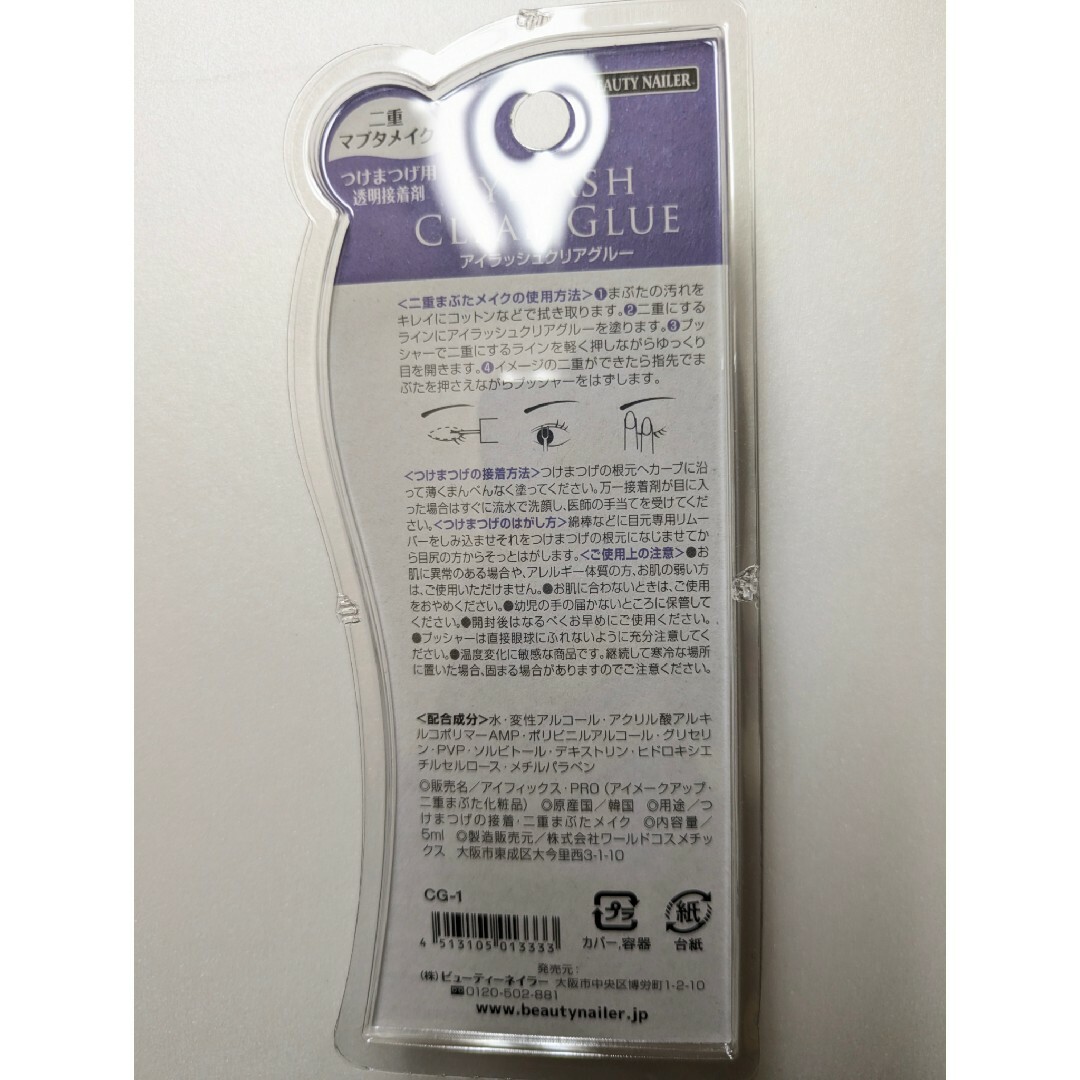 BEAUTY NAILER
二重
マブタメイク
つけまつげ用
透明接着剤
GLUE
アイラッシュクリアグルー
<二重まぶたメイクの使用方法>❶まぶたの汚れを
キレイにコットンなどで拭き取ります。❷二重にする
ラインにアイラッシュクリアグルーを塗ります。❸プッ
シャーで二重にするラインを軽く押しながらゆっくり
目を開きます。❹イメージの二重ができたら指先でま
ぶたを押さえながらプッシャーをはずします。
<つけまつげの接着方法>つけまつげの根元へカーブに沿
って薄くまんべんなく塗ってください。万一接着剤が目に入
った場合はすぐに流水で洗顔し、医師の手当てを受けてくだ
さい。<つけまつげのはがし方>綿棒などに目元専用リムー
バーをしみ込ませそれをつけまつげの根元になじませてか
ら目尻の方からそっとはがします。<ご使用上の注意>●お
肌に異常のある場合や、アレルギー体質の方、お肌の弱い方
は、ご使用いただけません。●お肌に合わないときは、ご使用
をおやめください。●幼児の手の届かないところに保管して
ください。●開封後はなるべくお早めにご使用ください。
●プッシャーは直接眼球にふれないように充分注意してく
ださい。●温度変化に敏感な商品です。継続して寒冷な場所
に置いた場合、固まる場合がありますのでご注意ください。
<配合成分>水・変性アルコール・アクリル酸アルキ
ルコポリマーAMP・ポリビニルアルコール・グリセリ
ン・PVP・ソルビトール・デキストリン・ヒドロキシエ
チルセルロース・メチルパラベン
◎販売名／アイフィックス・PRO（アイメークアップ・
二重まぶた化粧品） ◎原産国／韓国 ◎用途／つ
けまつげの接着・二重まぶたメイク ◎内容量／
5ml ◎製造販売元／株式会社ワールドコスメチッ
クス 大阪市東成区大今里西3-1-10
CG-1
4 513105 013333
プラ
カバー,容器
紙
台紙
発売元:
（株）ビューティーネイラー 大阪市中央区博労町1-2-10
0120-502-881
www.beautynailer.jp